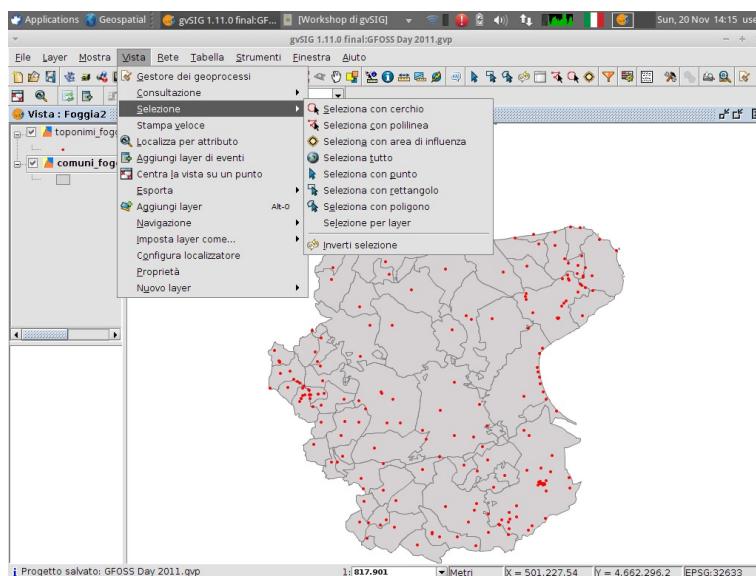 Applications Geospatial gvSIG 1.11.0 final:GF... [Workshop di gvSIG] Sun, 20 Nov 14:15 use
gvSIG 1.11.0 final:GFOSS Day 2011.gvp
File Layer Mostra Vista Rete Tabella Strumenti Finestra Aiuto
Gestore dei geoprocessi
Consultazione
Selezione
Stampa veloce
Localizza per attributo
Aggiungi layer di eventi
Centra la vista su un punto
Esporta
Aggiungi layer Alt-O
Navigazione
Imposta layer come...
Configura localizzatore
Proprietà
Nuovo layer
Seleziona con cerchio
Seleziona con polilinea
Seleziona con area di influenza
Seleziona tutto
Seleziona con punto
Seleziona con rettangolo
Seleziona con poligono
Selezione per layer
Inverti selezione
Vista : Foggia2
toponimi_fogg
comuni_fog
Progetto salvato: GFOSS Day 2011.gvp 1: 817.901 Metri X = 501.227,54 Y = 4.662.296,2 EPSG:32633